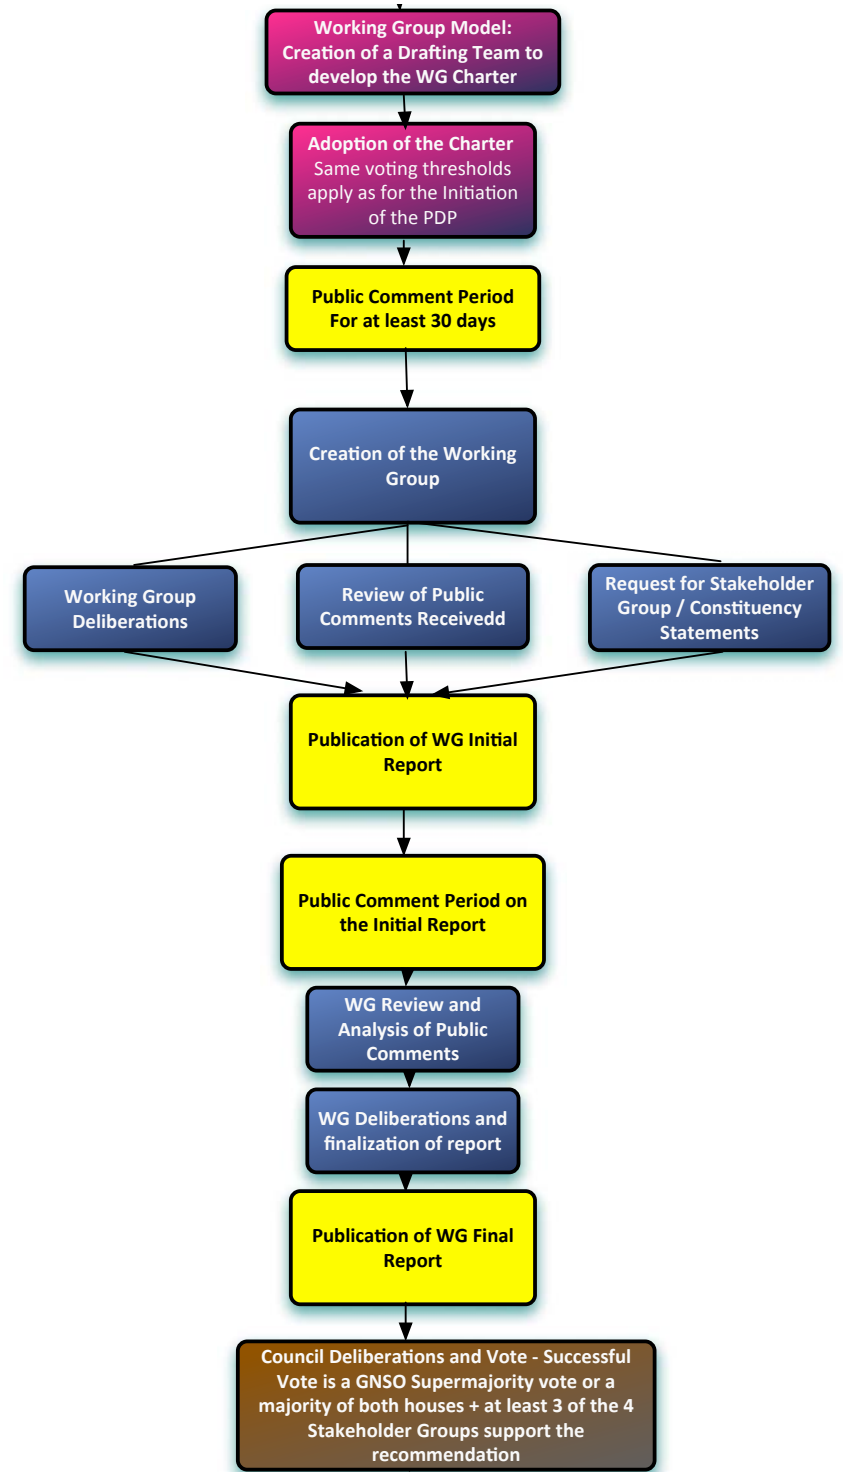 Working Group Model:
Creation of a Drafting Team to
develop the WG Charter
Adoption of the Charter
Same voting thresholds
apply as for the Initiation
of the PDP
Public Comment Period
For at least 30 days
Creation of the Working
Group
Working Group
Deliberations
Review of Public
Comments Receivedd
Request for Stakeholder
Group / Constituency
Statements
Publication of WG Initial
Report
Public Comment Period on
the Initial Report
WG Review and
Analysis of Public
Comments
WG Deliberations and
finalization of report
Publication of WG Final
Report
Council Deliberations and Vote - Successful
Vote is a GNSO Supermajority vote or a
majority of both houses + at least 3 of the 4
Stakeholder Groups support the
recommendation